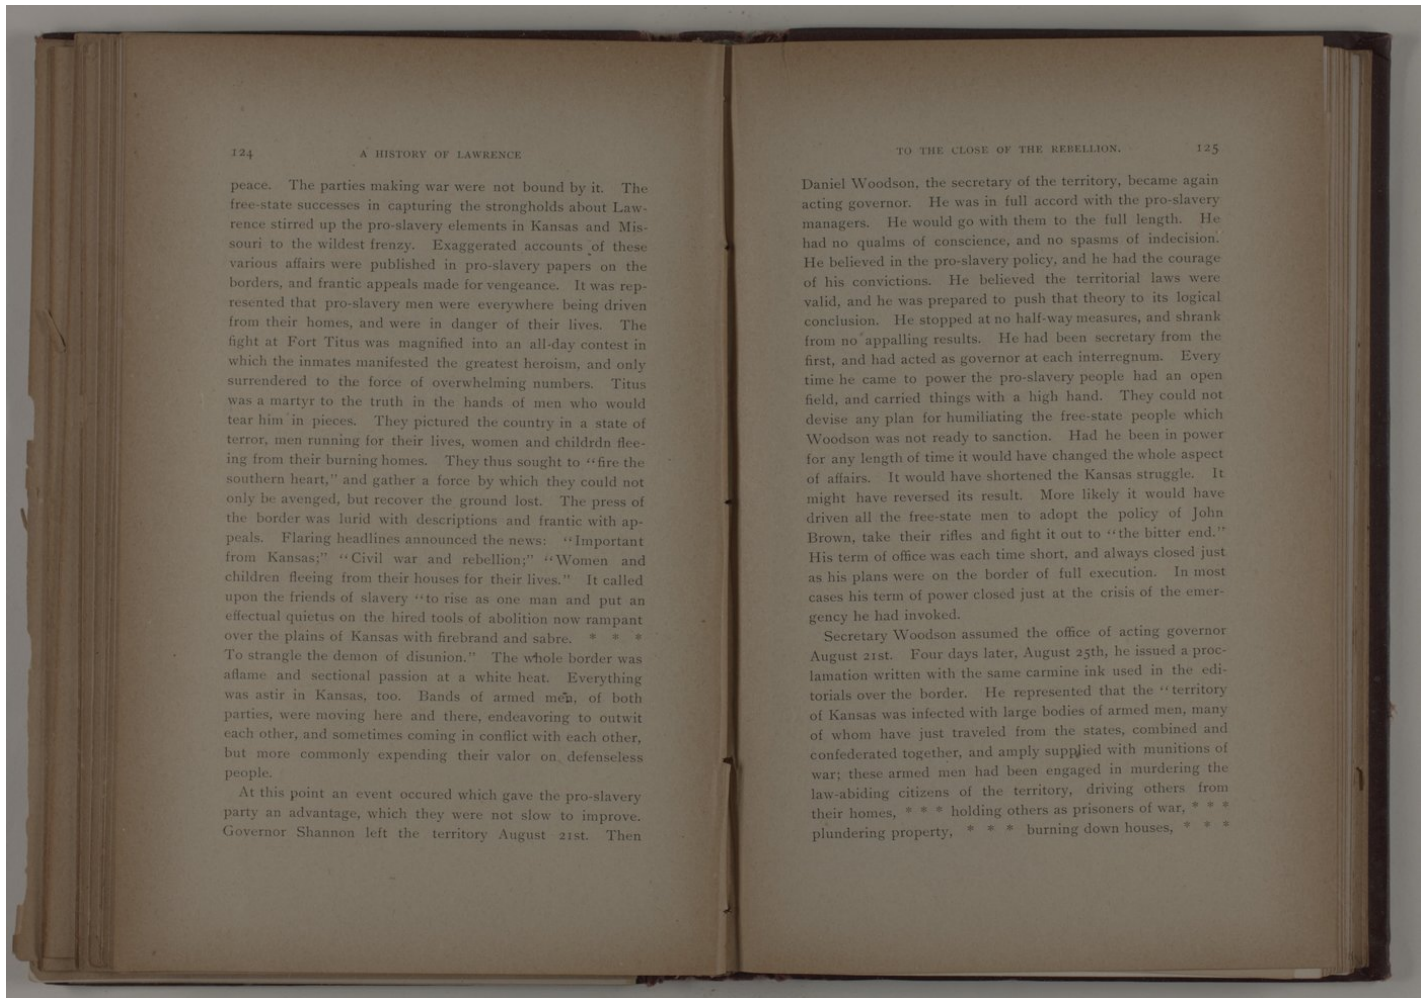 124 A HISTORY OF LAWRENCE
peace. The parties making war were not bound by it. The
free-state successes in capturing the strongholds about Law-
rence stirred up the pro-slavery elements in Kansas and Mis-
souri to the wildest frenzy. Exaggerated accounts of these
various affairs were published in pro-slavery papers on the
borders, and frantic appeals made for vengeance. It was rep-
resented that pro-slavery men were everywhere being driven
from their homes, and were in danger of their lives. The
fight at Fort Titus was magnified into an all-day contest in
which the inmates manifested the greatest heroism, and only
surrendered to the force of overwhelming numbers. Titus
was a martyr to the truth in the hands of men who would
tear him in pieces. They pictured the country in a state of
terror, men running for their lives, women and childrdn flee-
ing from their burning homes. They thus sought to "fire the
southern heart," and gather a force by which they could not
only be avenged, but recover the ground lost. The press of
the border was lurid with descriptions and frantic with ap-
peals. Flaring headlines announced the news: "Important
from Kansas;" "Civil war and rebellion;" "Women and
children fleeing from their houses for their lives." It called
upon the friends of slavery "to rise as one man and put an
effectual quietus on the hired tools of abolition now rampant
over the plains of Kansas with firebrand and sabre. * * *
To strangle the demon of disunion." The whole border was
aflame and sectional passion at a white heat. Everything
was astir in Kansas, too. Bands of armed men, of both
parties, were moving here and there, endeavoring to outwit
each other, and sometimes coming in conflict with each other,
but more commonly expending their valor on defenseless
people.
At this point an event occured which gave the pro-slavery
party an advantage, which they were not slow to improve.
Governor Shannon left the territory August 21st. Then
TO THE CLOSE OF THE REBELLION. 125
Daniel Woodson, the secretary of the territory, became again
acting governor. He was in full accord with the pro-slavery
managers. He would go with them to the full length. He
had no qualms of conscience, and no spasms of indecision.
He believed in the pro-slavery policy, and he had the courage
of his convictions. He believed the territorial laws were
valid, and he was prepared to push that theory to its logical
conclusion. He stopped at no half-way measures, and shrank
from no appalling results. He had been secretary from the
first, and had acted as governor at each interregnum. Every
time he came to power the pro-slavery people had an open
field, and carried things with a high hand. They could not
devise any plan for humiliating the free-state people which
Woodson was not ready to sanction. Had he been in power
for any length of time it would have changed the whole aspect
of affairs. It would have shortened the Kansas struggle. It
might have reversed its result. More likely it would have
driven all the free-state men to adopt the policy of John
Brown, take their rifles and fight it out to "the bitter end."
His term of office was each time short, and always closed just
as his plans were on the border of full execution. In most
cases his term of power closed just at the crisis of the emer-
gency he had invoked.
Secretary Woodson assumed the office of acting governor
August 21st. Four days later, August 25th, he issued a proc-
lamation written with the same carmine ink used in the edi-
torials over the border. He represented that the "territory
of Kansas was infected with large bodies of armed men, many
of whom have just traveled from the states, combined and
confederated together, and amply supplied with munitions of
war; these armed men had been engaged in murdering the
law-abiding citizens of the territory, driving others from
their homes, * * * holding others as prisoners of war, * * *
plundering property, * * * burning down houses, * * *